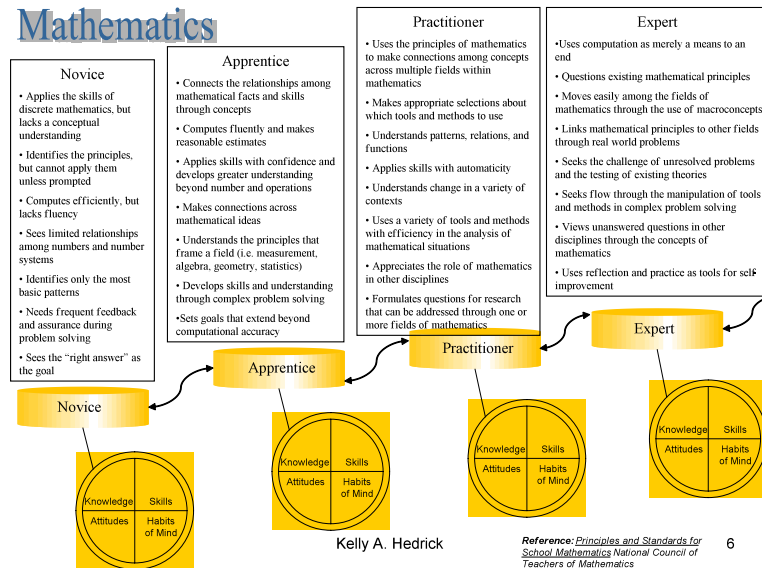 Mathematics
Novice
• Applies the skills of
discrete mathematics, but
lacks a conceptual
understanding
• Identifies the principles,
but cannot apply them
unless prompted
• Computes efficiently, but
lacks fluency
• Sees limited relationships
among numbers and number
systems
• Identifies only the most
basic patterns
• Needs frequent feedback
and assurance during
problem solving
• Sees the “right answer” as
the goal
Apprentice
• Connects the relationships among
mathematical facts and skills
through concepts
• Computes fluently and makes
reasonable estimates
• Applies skills with confidence and
develops greater understanding
beyond number and operations
• Makes connections across
mathematical ideas
• Understands the principles that
frame a field (i.e. measurement,
algebra, geometry, statistics)
• Develops skills and understanding
through complex problem solving
•Sets goals that extend beyond
computational accuracy
Practitioner
• Uses the principles of mathematics
to make connections among concepts
across multiple fields within
mathematics
• Makes appropriate selections about
which tools and methods to use
• Understands patterns, relations, and
functions
• Applies skills with automaticity
• Understands change in a variety of
contexts
• Uses a variety of tools and methods
with efficiency in the analysis of
mathematical situations
• Appreciates the role of mathematics
in other disciplines
• Formulates questions for research
that can be addressed through one or
more fields of mathematics
Expert
•Uses computation as merely a means to an
end
• Questions existing mathematical principles
• Moves easily among the fields of
mathematics through the use of macroconcepts
• Links mathematical principles to other fields
through real world problems
• Seeks the challenge of unresolved problems
and the testing of existing theories
• Seeks flow through the manipulation of tools
and methods in complex problem solving
• Views unanswered questions in other
disciplines through the concepts of
mathematics
• Uses reflection and practice as tools for self-
improvement
Novice
Apprentice
Practitioner
Expert
Knowledge Skills
Attitudes Habits
of Mind
Knowledge Skills
Attitudes Habits
of Mind
Knowledge Skills
Attitudes Habits
of Mind
Knowledge Skills
Attitudes Habits
of Mind
Kelly A. Hedrick
Reference: Principles and Standards for
School Mathematics National Council of
Teachers of Mathematics
6